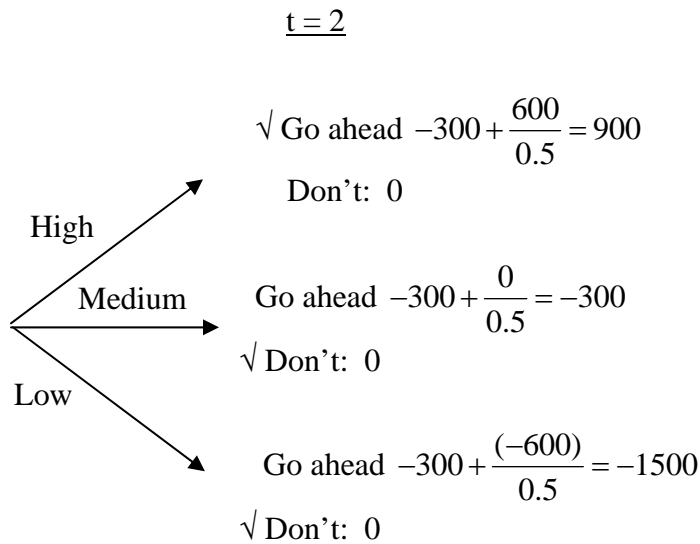 t = 2
√ Go ahead −300 + 600/0.5 = 900
Don't: 0
High
Medium
Go ahead −300 + 0/0.5 = −300
√ Don't: 0
Low
Go ahead −300 + (−600)/0.5 = −1500
√ Don't: 0